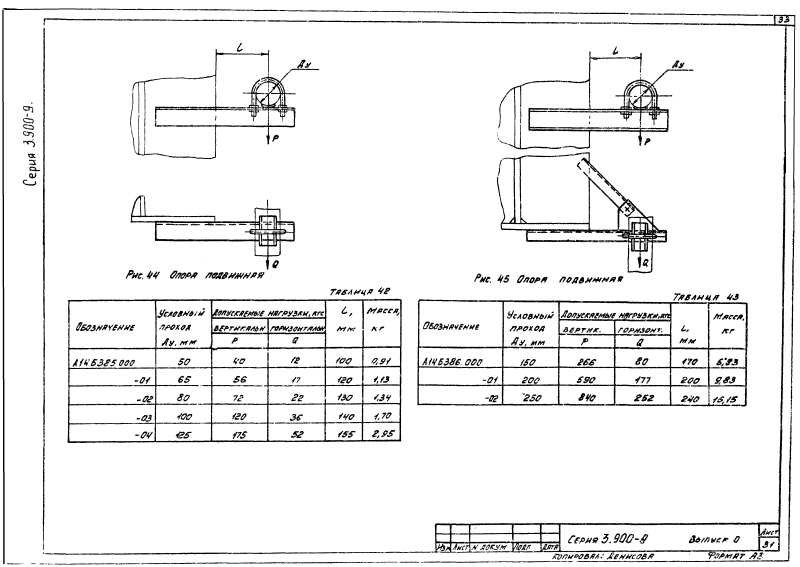 33
Серия 3.900-9.
L
Ду
P
Q
Рис. 44 Опора подвижная
L
Ду
P
Q
Рис. 45 Опора подвижная
Таблица 42
Обозначение | Условный проход Ду, мм | Допускаемые нагрузки, кгс | L, мм | Масса, кг
Вертикальн P | Горизонтальн Q
А14Б385.000 | 50 | 40 | 12 | 100 | 0,91
-01 | 65 | 56 | 17 | 120 | 1,13
-02 | 80 | 72 | 22 | 130 | 1,34
-03 | 100 | 120 | 36 | 140 | 1,70
-04 | 125 | 175 | 52 | 155 | 2,95
Таблица 43
Обозначение | Условный проход Ду, мм | Допускаемые нагрузки, кгс | L, мм | Масса, кг
Вертик. P | Горизонт. Q
А14Б386.000 | 150 | 266 | 80 | 170 | 5,83
-01 | 200 | 590 | 177 | 200 | 9,83
-02 | 250 | 840 | 252 | 240 | 15,15
Изм Лист N докум Подп Дата
Серия 3.900-9 Выпуск 0
Лист
31
Копировал: Денисова Формат А3